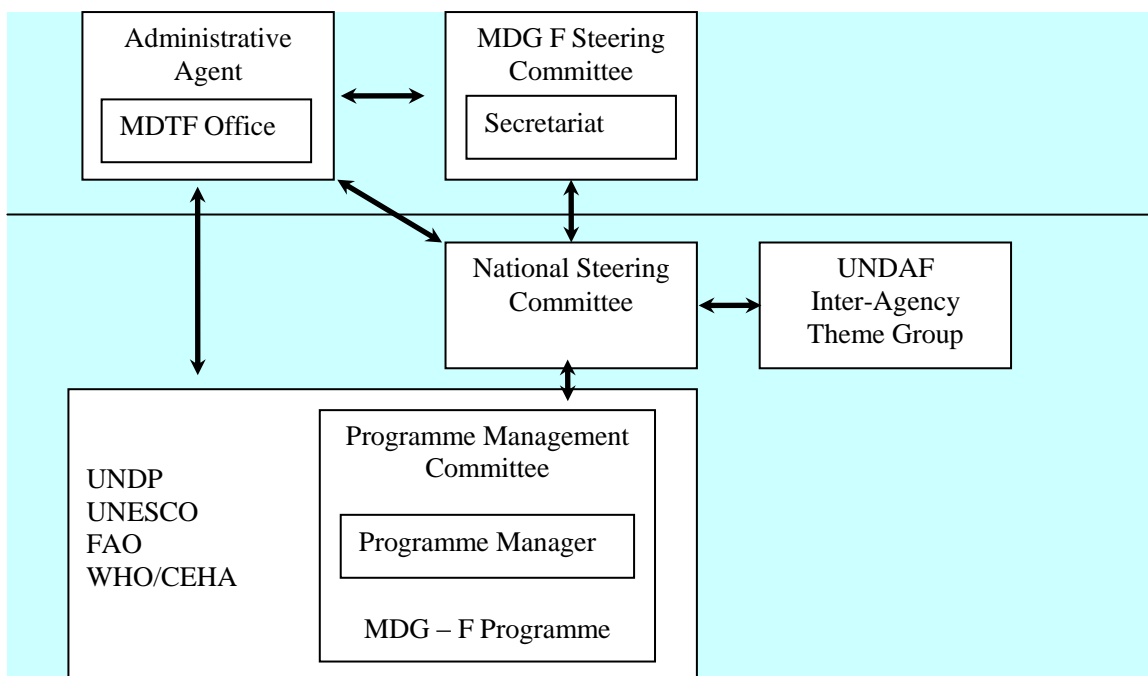 Administrative
Agent
MDTF Office
MDG F Steering
Committee
Secretariat
National Steering
Committee
UNDAF
Inter-Agency
Theme Group
UNDP
UNESCO
FAO
WHO/CEHA
Programme Management
Committee
Programme Manager
MDG – F Programme